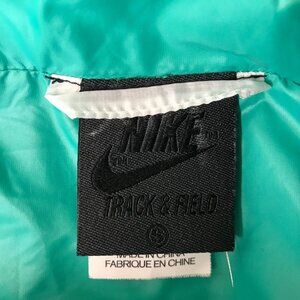 NIKE
TRACK & FIELD
S
MADE IN CHINA
FABRIQUE EN CHINE